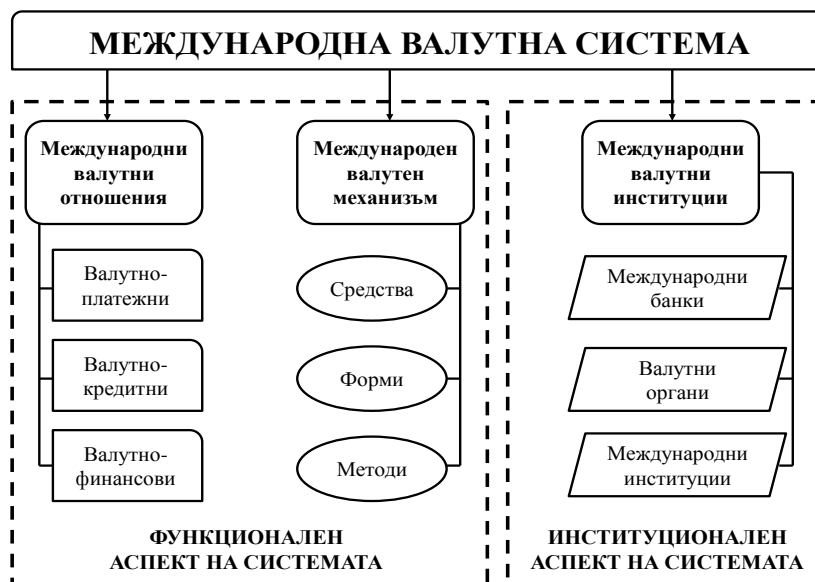 МЕЖДУНАРОДНА ВАЛУТНА СИСТЕМА
Международни
валутни
отношения
Валутно-
платежни
Валутно-
кредитни
Валутно-
финансови
Международен
валутен
механизъм
Средства
Форми
Методи
ФУНКЦИОНАЛЕН
АСПЕКТ НА СИСТЕМАТА
Международни
валутни
институции
Международни
банки
Валутни
органи
Международни
институции
ИНСТИТУЦИОНАЛЕН
АСПЕКТ НА СИСТЕМАТА